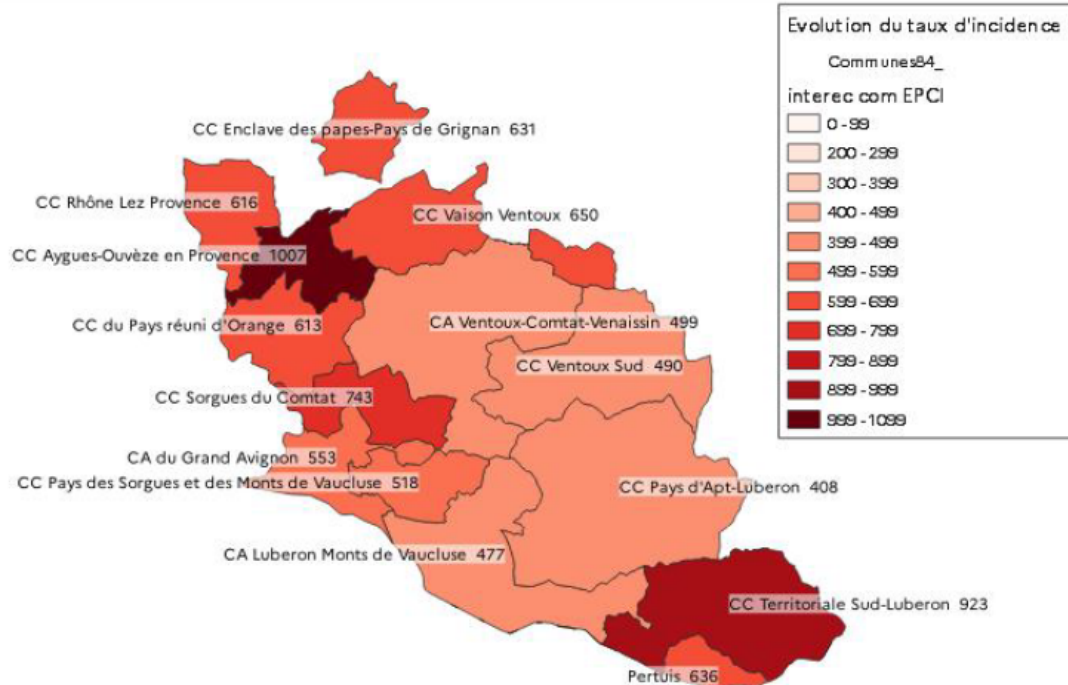 Evolution du taux d'incidence
Communes84_
interec com EPCI
0 - 99
200 - 299
300 - 399
400 - 499
399 - 499
499 - 599
599 - 699
699 - 799
799 - 899
899 - 999
999 - 1099
CC Enclave des papes-Pays de Grignan 631
CC Rhône Lez Provence 616
CC Vaison Ventoux 650
CC Aygues-Ouvèze en Provence 1007
CC du Pays réuni d'Orange 613
CA Ventoux-Comtat-Venaissin 499
CC Ventoux Sud 490
CC Sorgues du Comtat 743
CA du Grand Avignon 553
CC Pays des Sorgues et des Monts de Vaucluse 518
CC Pays d'Apt-Luberon 408
CA Luberon Monts de Vaucluse 477
CC Territoriale Sud-Luberon 923
Pertuis 636